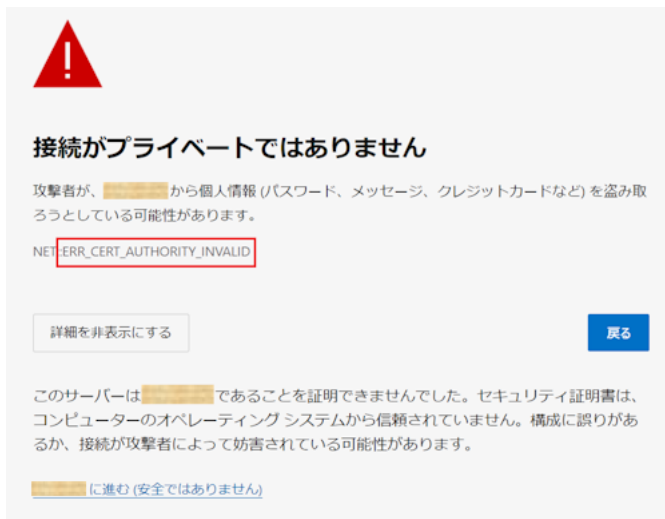 接続がプライベートではありません
攻撃者が、 から個人情報 (パスワード、メッセージ、クレジットカードなど) を盗み取
ろうとしている可能性があります。
NET::ERR_CERT_AUTHORITY_INVALID
詳細を非表示にする
戻る
このサーバーは であることを証明できませんでした。セキュリティ証明書は、
コンピューターのオペレーティング システムから信頼されていません。構成に誤りがあ
るか、接続が攻撃者によって妨害されている可能性があります。
に進む (安全ではありません)